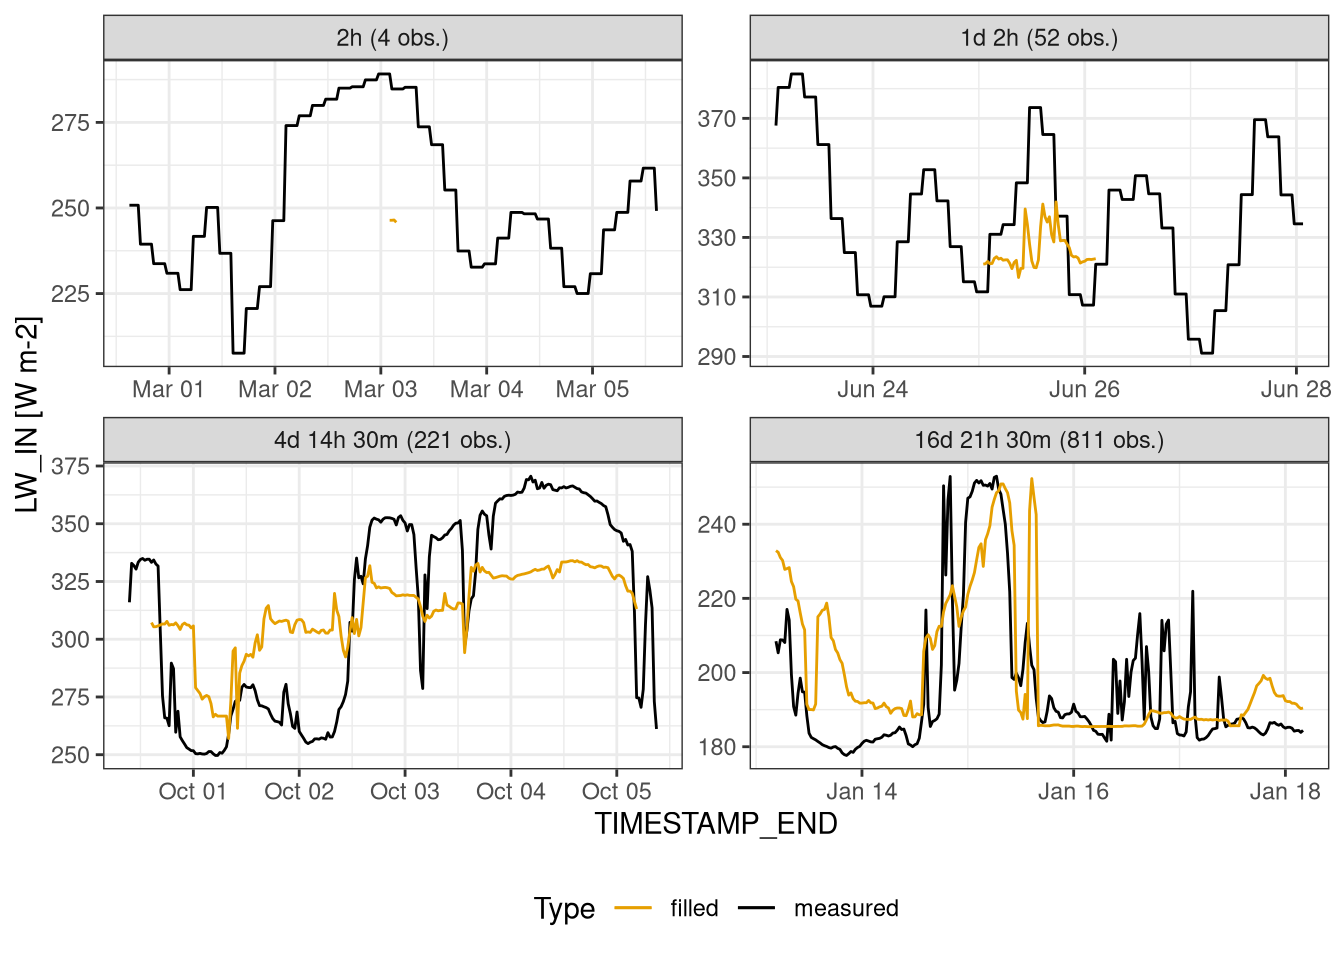 2h (4 obs.)
1d 2h (52 obs.)
275
250
225
370
350
330
310
290
Mar 01 Mar 02 Mar 03 Mar 04 Mar 05
Jun 24 Jun 26 Jun 28
LW_IN [W m-2]
4d 14h 30m (221 obs.)
16d 21h 30m (811 obs.)
375
350
325
300
275
250
240
220
200
180
Oct 01 Oct 02 Oct 03 Oct 04 Oct 05
Jan 14 Jan 16 Jan 18
TIMESTAMP_END
Type filled measured